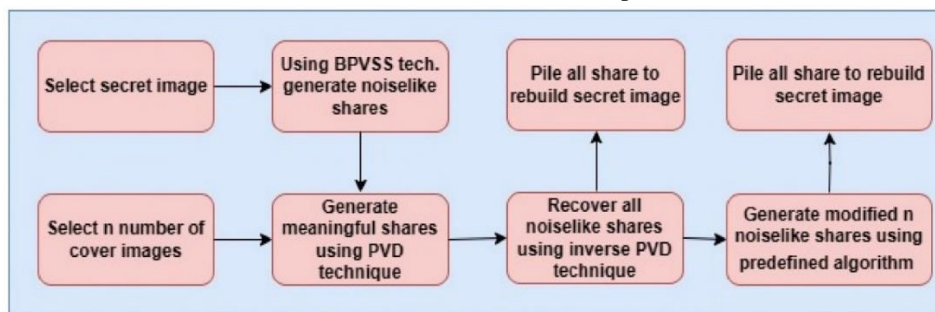 Select secret image
Using BPVSS tech.
generate noiselike
shares
Pile all share to
rebuild secret image
Pile all share to rebuild
secret image
Select n number of
cover images
Generate
meaningful shares
using PVD
technique
Recover all
noiselike shares
using inverse PVD
technique
Generate modified n
noiselike shares using
predefined algorithm